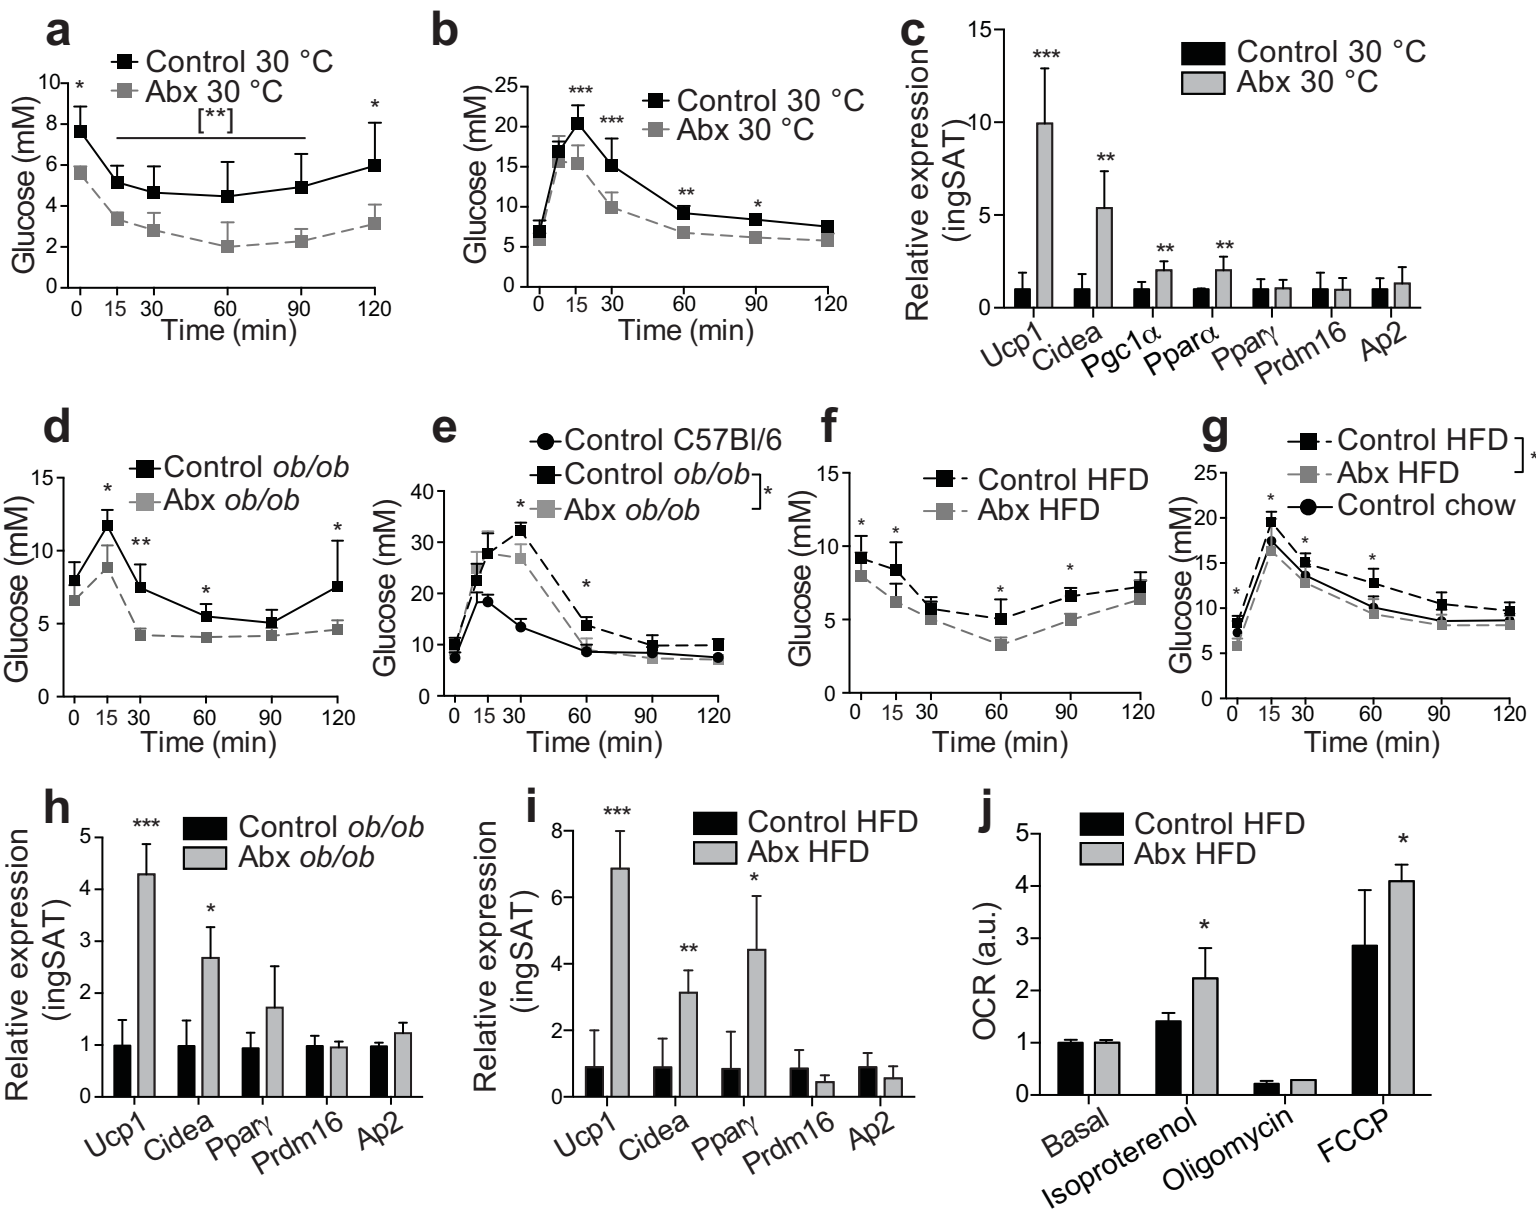 a
Control 30 °C
Abx 30 °C
[**]
*
*
Glucose (mM)
10
8
6
4
2
0
0 15 30 60 90 120
Time (min)
b
Control 30 °C
Abx 30 °C
***
***
**
*
Glucose (mM)
25
20
15
10
5
0
0 15 30 60 90 120
Time (min)
c
Control 30 °C
Abx 30 °C
***
**
**
**
Relative expression
(ingSAT)
15
10
5
0
Ucp1 Cidea Pgc1α Pparα Pparγ Prdm16 Ap2
d
Control ob/ob
Abx ob/ob
*
**
*
*
Glucose (mM)
15
10
5
0
0 15 30 60 90 120
Time (min)
e
Control C57Bl/6
Control ob/ob
Abx ob/ob
*
*
*
Glucose (mM)
40
30
20
10
0
0 15 30 60 90 120
Time (min)
f
Control HFD
Abx HFD
*
*
*
*
Glucose (mM)
15
10
5
0
0 15 30 60 90 120
Time (min)
g
Control HFD
Abx HFD
Control chow
*
*
*
*
*
Glucose (mM)
25
20
15
10
5
0
0 15 30 60 90 120
Time (min)
h
Control ob/ob
Abx ob/ob
***
*
Relative expression
(ingSAT)
5
4
3
2
1
0
Ucp1 Cidea Pparγ Prdm16 Ap2
i
Control HFD
Abx HFD
***
**
*
Relative expression
(ingSAT)
8
6
4
2
0
Ucp1 Cidea Pparγ Prdm16 Ap2
j
Control HFD
Abx HFD
*
*
OCR (a.u.)
5
4
3
2
1
0
Basal Isoproterenol Oligomycin FCCP